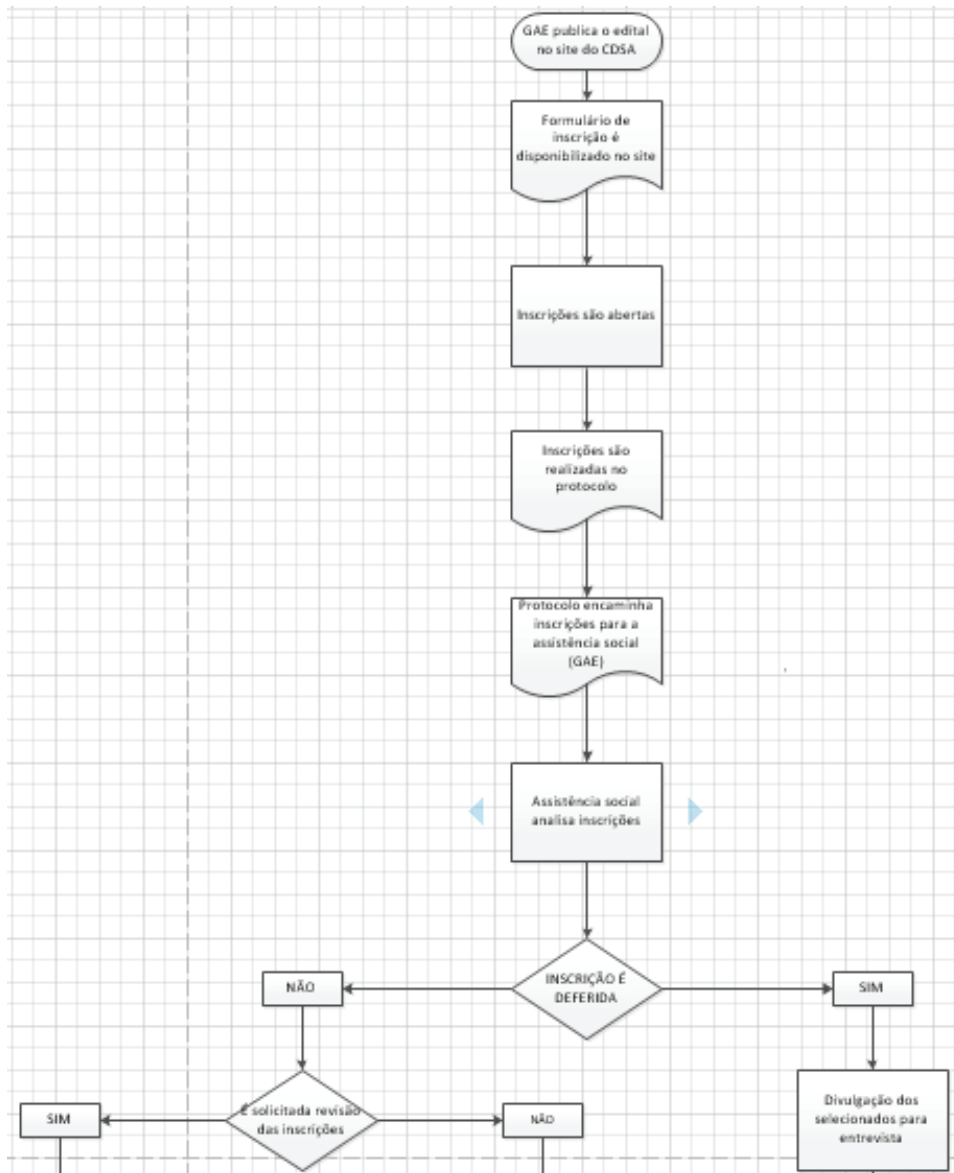 GAE publica o edital
no site do CDSA
Formulário de
inscrição é
disponibilizado no site
Inscrições são abertas
Inscrições são
realizadas no
protocolo
Protocolo encaminha
inscrições para a
assistência social
(GAE)
Assistência social
analisa inscrições
INSCRIÇÃO É
DEFERIDA
NÃO
SIM
É solicitada revisão
das inscrições
SIM
NÃO
Divulgação dos
selecionados para
entrevista